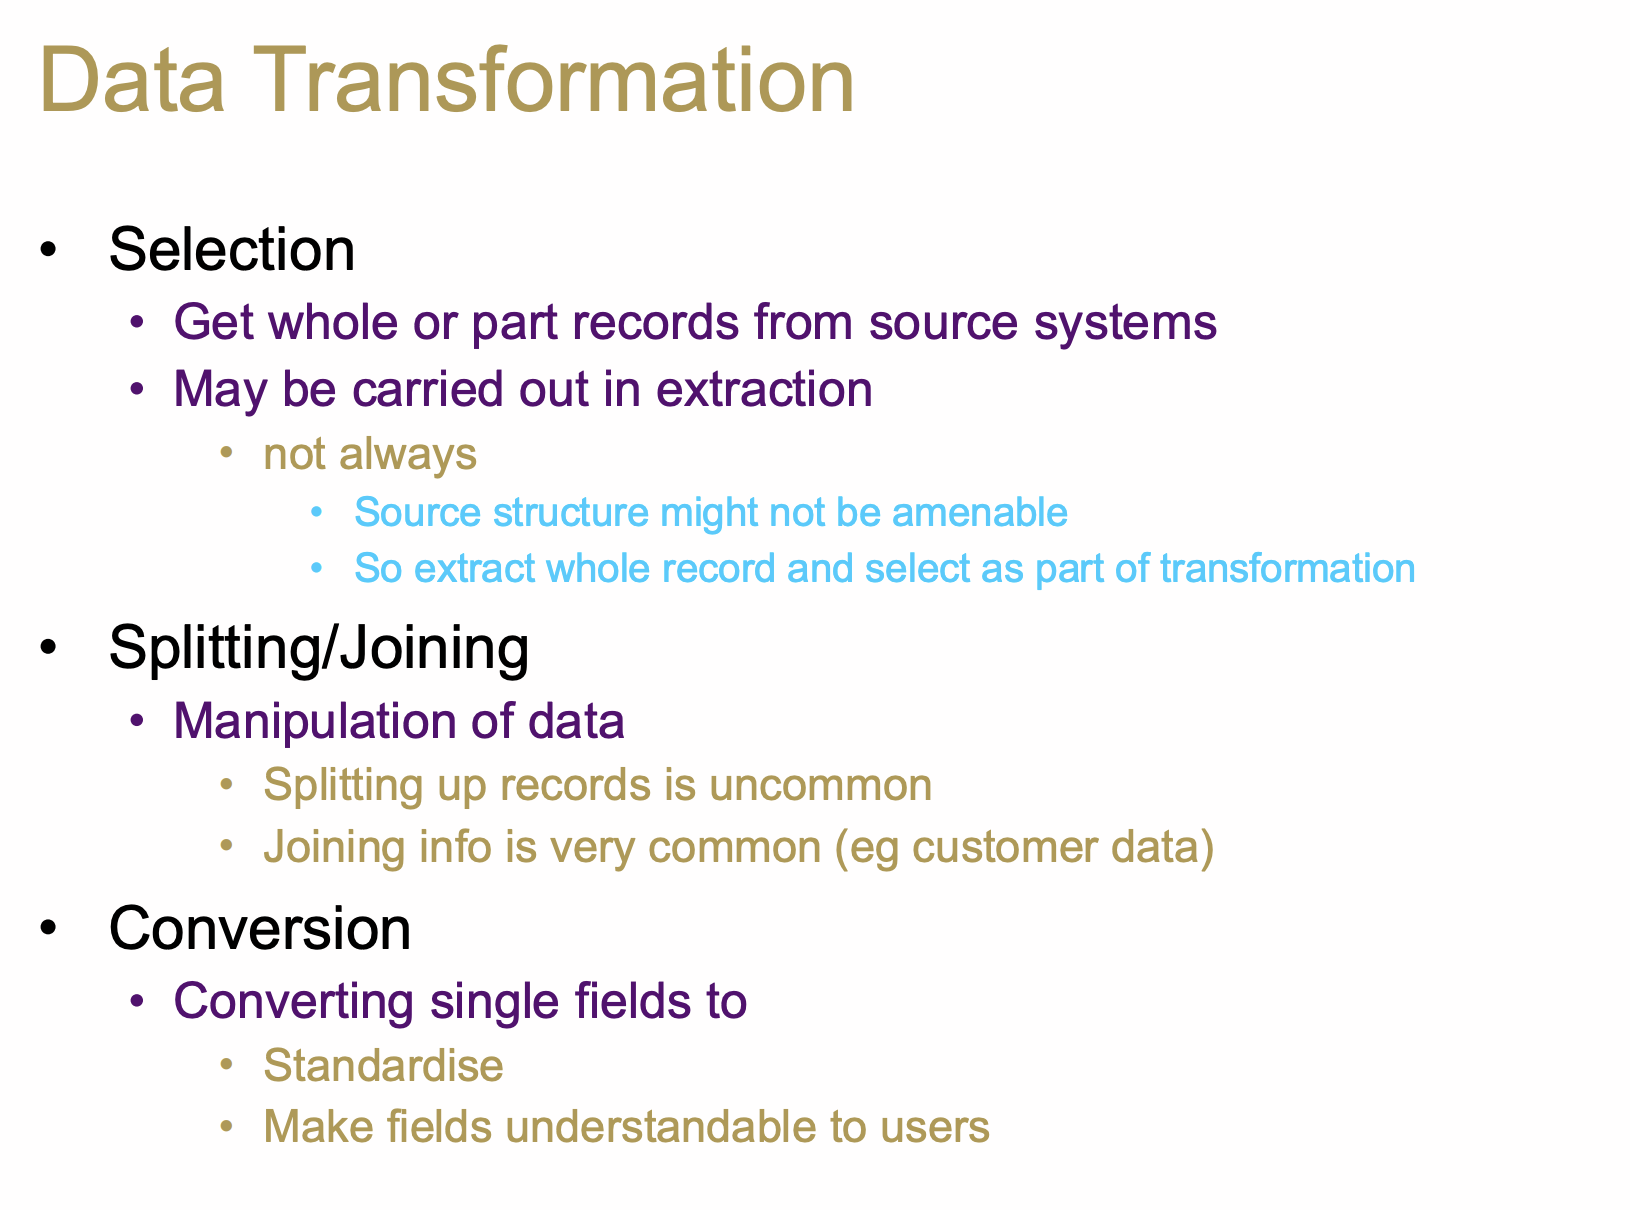 Data Transformation
• Selection
• Get whole or part records from source systems
• May be carried out in extraction
• not always
• Source structure might not be amenable
• So extract whole record and select as part of transformation
• Splitting/Joining
• Manipulation of data
• Splitting up records is uncommon
• Joining info is very common (eg customer data)
• Conversion
• Converting single fields to
• Standardise
• Make fields understandable to users